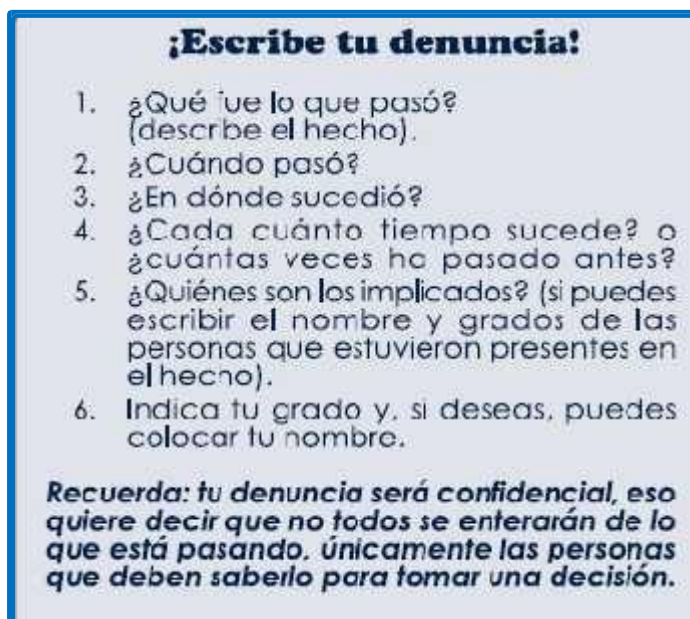 ¡Escribe tu denuncia!
1. ¿Qué fue lo que pasó?
(describe el hecho).
2. ¿Cuándo pasó?
3. ¿En dónde sucedió?
4. ¿Cada cuánto tiempo sucede? o
¿cuántas veces ha pasado antes?
5. ¿Quiénes son los implicados? (si puedes
escribir el nombre y grados de las
personas que estuvieron presentes en
el hecho).
6. Indica tu grado y, si deseas, puedes
colocar tu nombre.
Recuerda: tu denuncia será confidencial, eso
quiere decir que no todos se enterarán de lo
que está pasando, únicamente las personas
que deben saberlo para tomar una decisión.